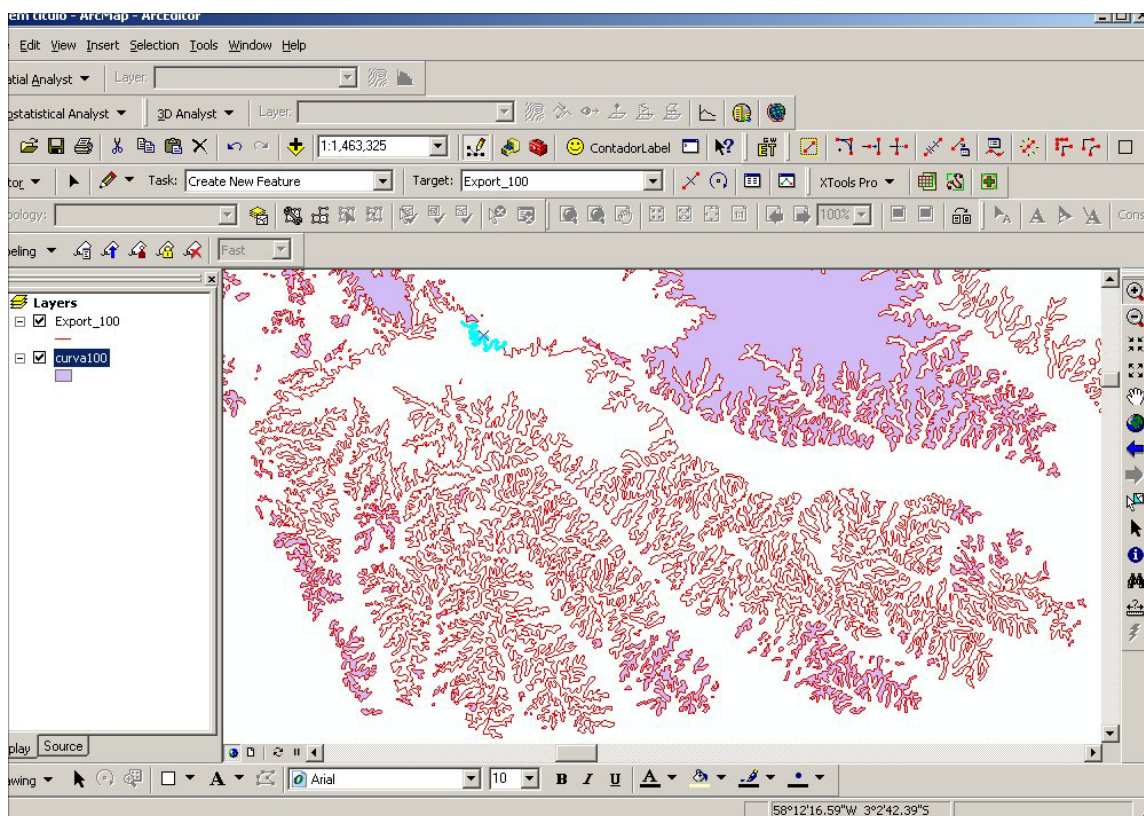 em título - ArcMap - ArcEditor
Edit View Insert Selection Tools Window Help
atial Analyst Layer:
ostatistical Analyst 3D Analyst Layer:
1:1,463,325 ContadorLabel
tor Task: Create New Feature Target: Export_100 XTools Pro
pology: 100% Cons
eling Fast
Layers
Export_100
curva100
play Source
awing A Arial 10 B I U A
58°12'16.59"W 3°2'42.39"S